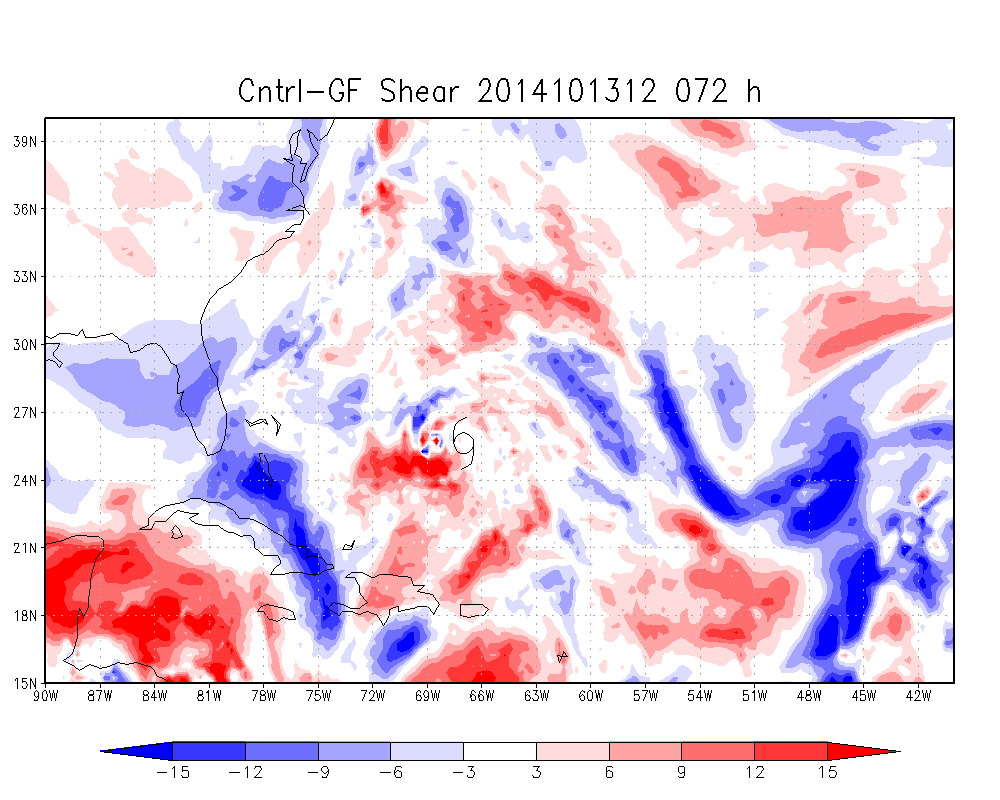 Cntrl-GF Shear 2014101312 072 h
39N
36N
33N
30N
27N
24N
21N
18N
15N
90W 87W 84W 81W 78W 75W 72W 69W 66W 63W 60W 57W 54W 51W 48W 45W 42W
-15 -12 -9 -6 -3 3 6 9 12 15